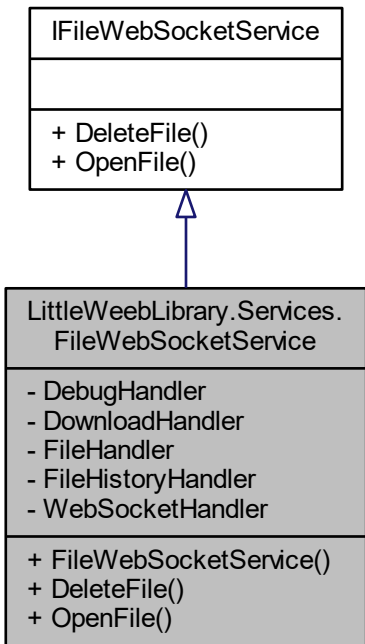 IFileWebSocketService
+ DeleteFile()
+ OpenFile()
LittleWeebLibrary.Services.
FileWebSocketService
- DebugHandler
- DownloadHandler
- FileHandler
- FileHistoryHandler
- WebSocketHandler
+ FileWebSocketService()
+ DeleteFile()
+ OpenFile()